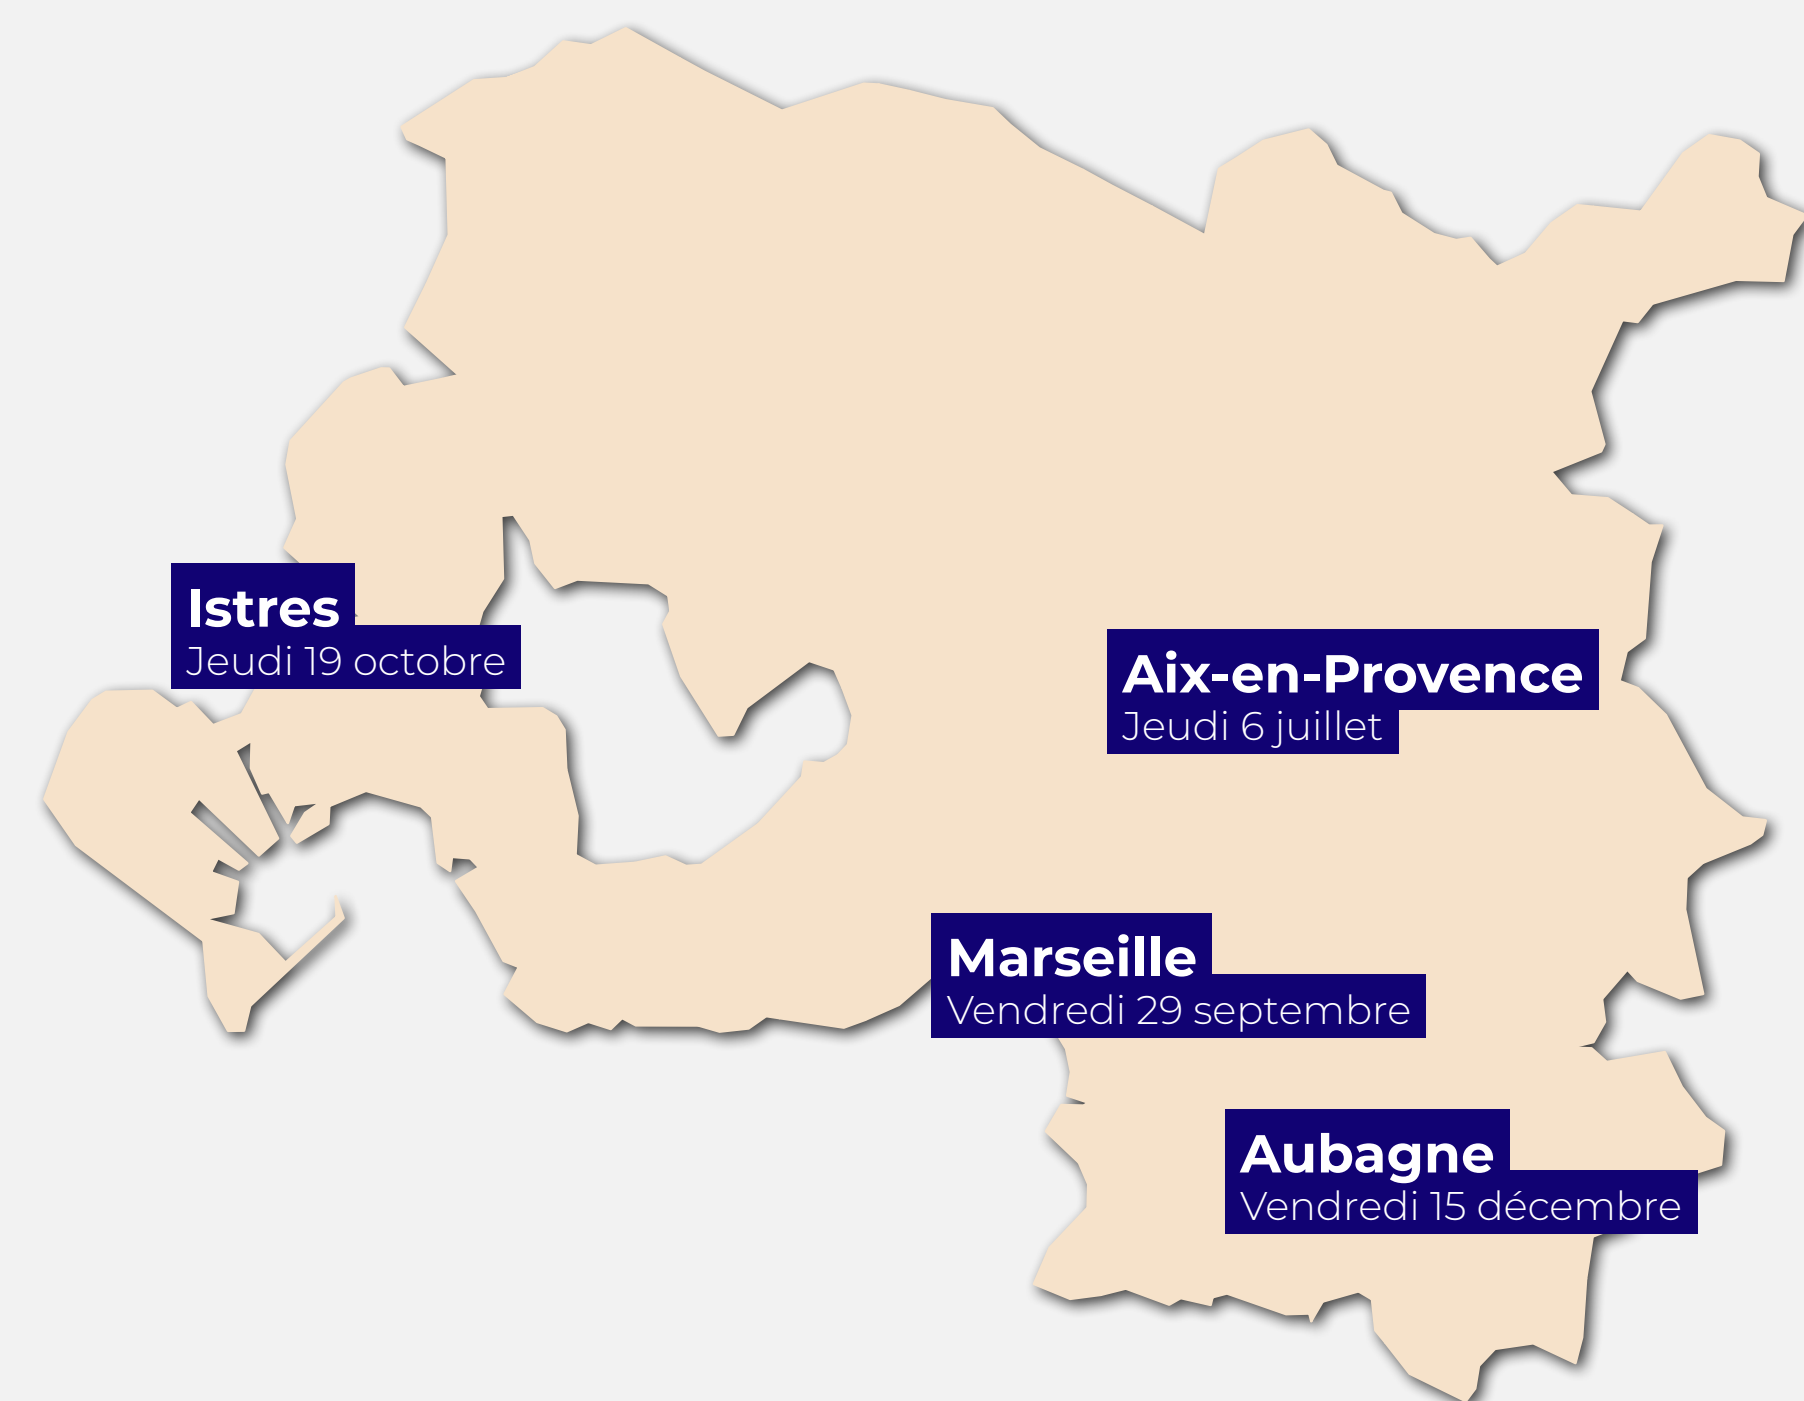 Istres
Jeudi 19 octobre
Aix-en-Provence
Jeudi 6 juillet
Marseille
Vendredi 29 septembre
Aubagne
Vendredi 15 décembre